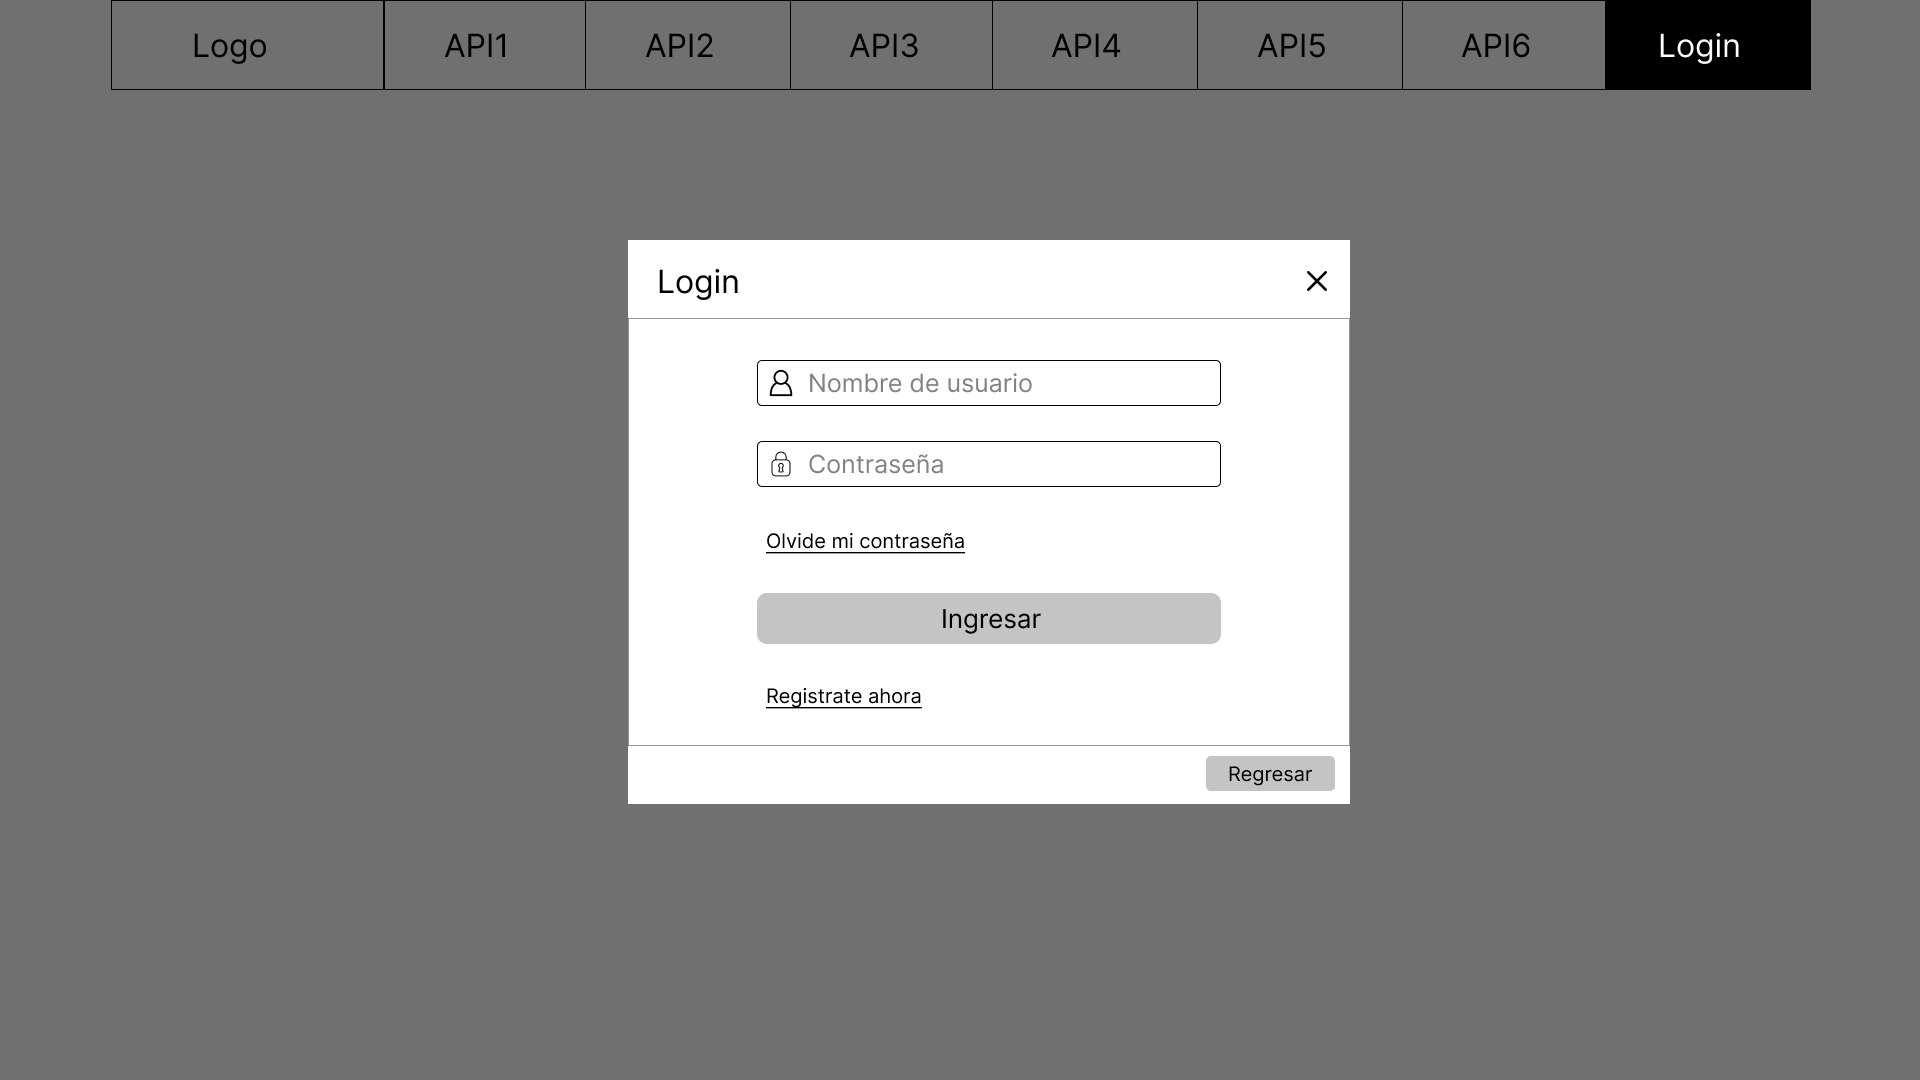 Logo API1 API2 API3 API4 API5 API6 Login
Login
Nombre de usuario
Contraseña
Olvide mi contraseña
Ingresar
Registrate ahora
Regresar